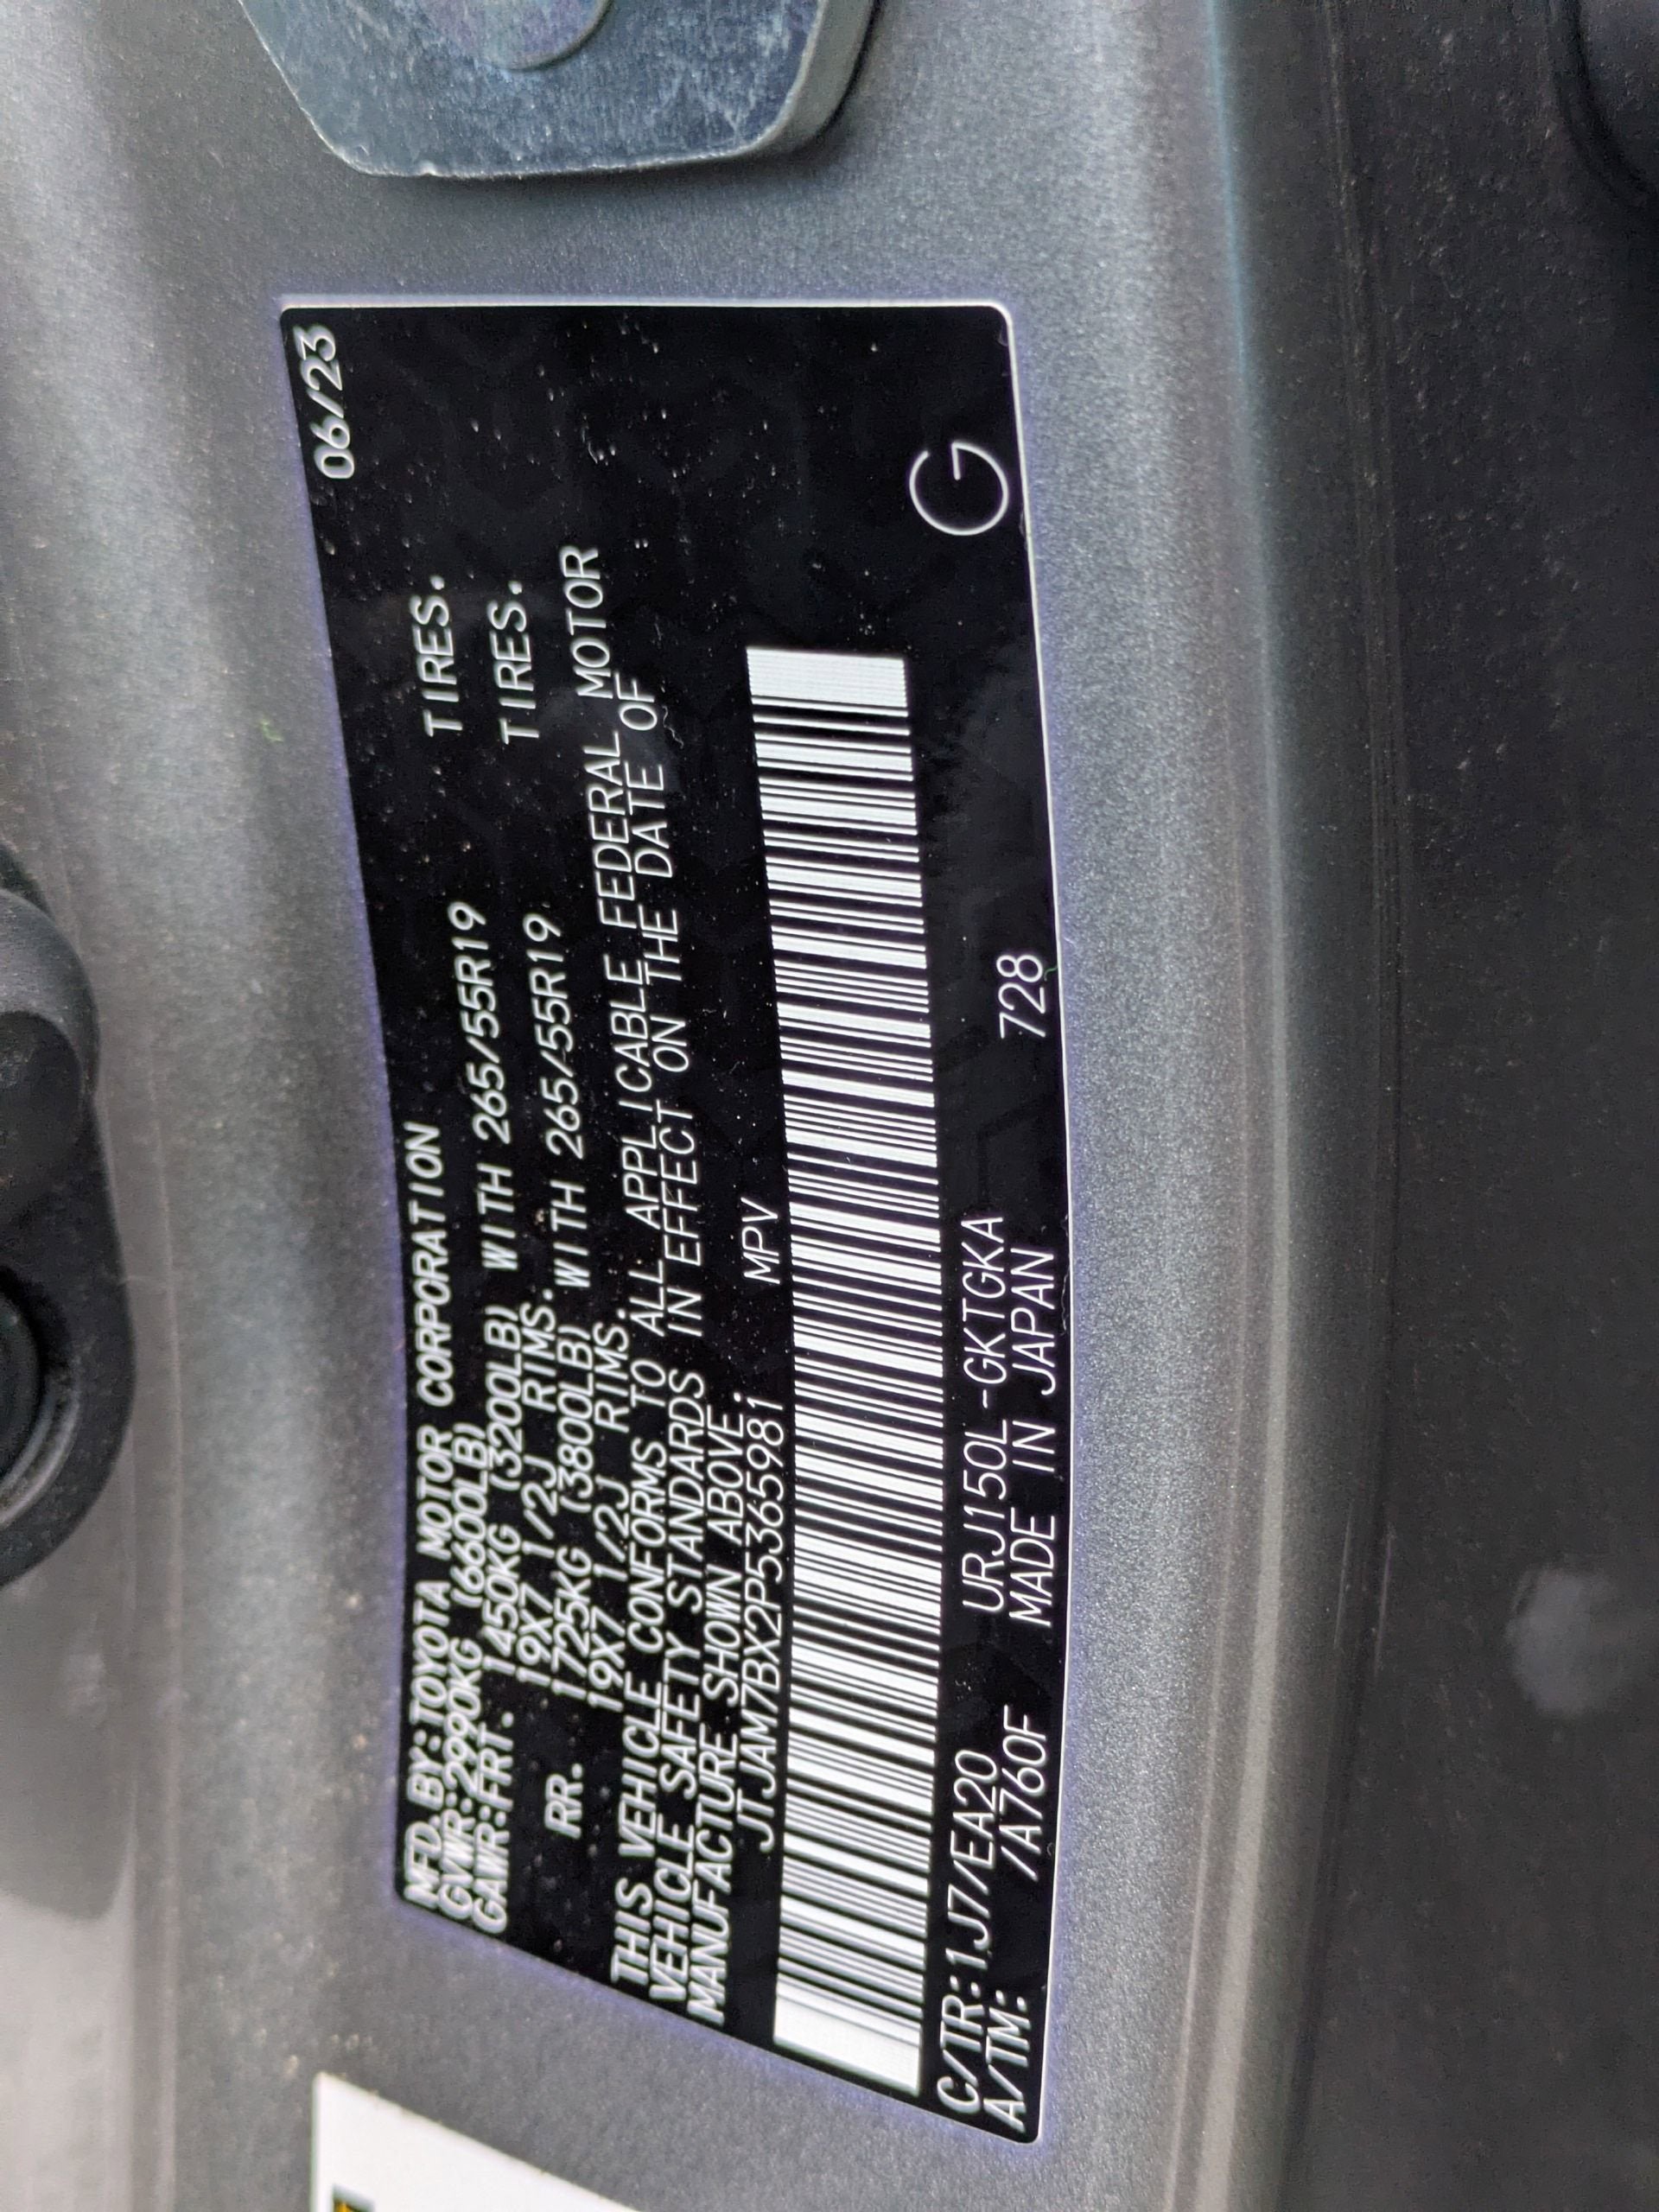 06/23
MFD. BY:TOYOTA MOTOR CORPORATION
GVWR:2990KG (6600LB)
GAWR:FRT. 1450KG (3200LB) WITH 265/55R19 TIRES.
19X7 1/2J RIMS.
RR. 1725KG (3800LB) WITH 265/55R19 TIRES.
19X7 1/2J RIMS.
THIS VEHICLE CONFORMS TO ALL APPLICABLE FEDERAL MOTOR
VEHICLE SAFETY STANDARDS IN EFFECT ON THE DATE OF
MANUFACTURE SHOWN ABOVE.
JTJAM7BX2P5365981 MPV
C/TR:1J7/EA20 URJ150L-GKTGKA
A/TM: /A760F MADE IN JAPAN 728
G